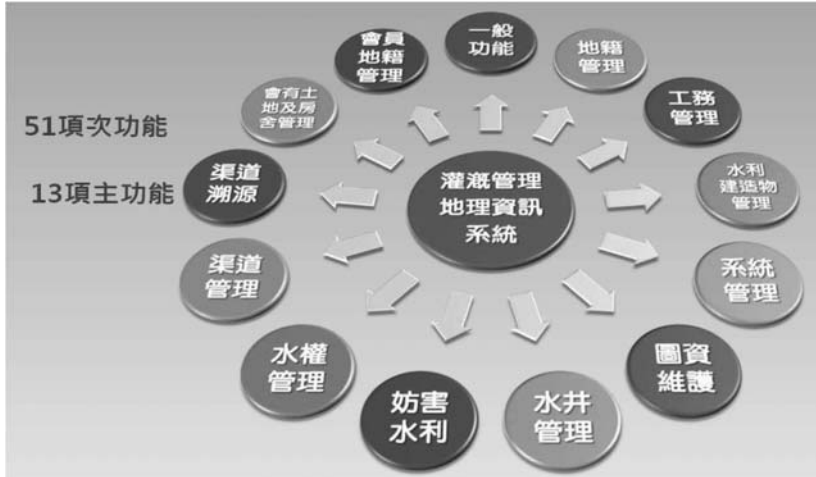 51項次功能
13項主功能
灌溉管理
地理資訊
系統
一般
功能
地籍
管理
工務
管理
水利
建造物
管理
系統
管理
圖資
維護
水井
管理
妨害
水利
水權
管理
渠道
管理
渠道
溯源
會有土
地及房
舍管理
會員
地籍
管理